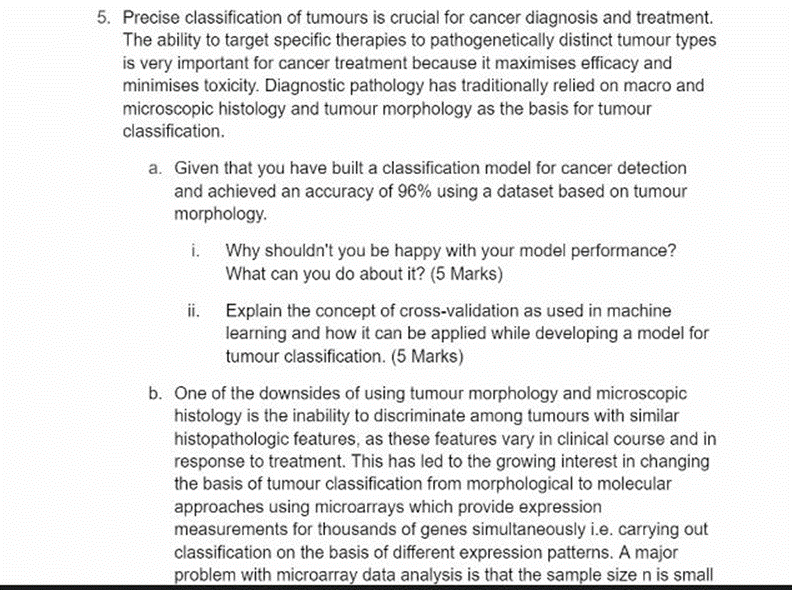 5. Precise classification of tumours is crucial for cancer diagnosis and treatment.
The ability to target specific therapies to pathogenetically distinct tumour types
is very important for cancer treatment because it maximises efficacy and
minimises toxicity. Diagnostic pathology has traditionally relied on macro and
microscopic histology and tumour morphology as the basis for tumour
classification.
a. Given that you have built a classification model for cancer detection
and achieved an accuracy of 96% using a dataset based on tumour
morphology.
i. Why shouldn't you be happy with your model performance?
What can you do about it? (5 Marks)
ii. Explain the concept of cross-validation as used in machine
learning and how it can be applied while developing a model for
tumour classification. (5 Marks)
b. One of the downsides of using tumour morphology and microscopic
histology is the inability to discriminate among tumours with similar
histopathologic features, as these features vary in clinical course and in
response to treatment. This has led to the growing interest in changing
the basis of tumour classification from morphological to molecular
approaches using microarrays which provide expression
measurements for thousands of genes simultaneously i.e. carrying out
classification on the basis of different expression patterns. A major
problem with microarray data analysis is that the sample size n is small